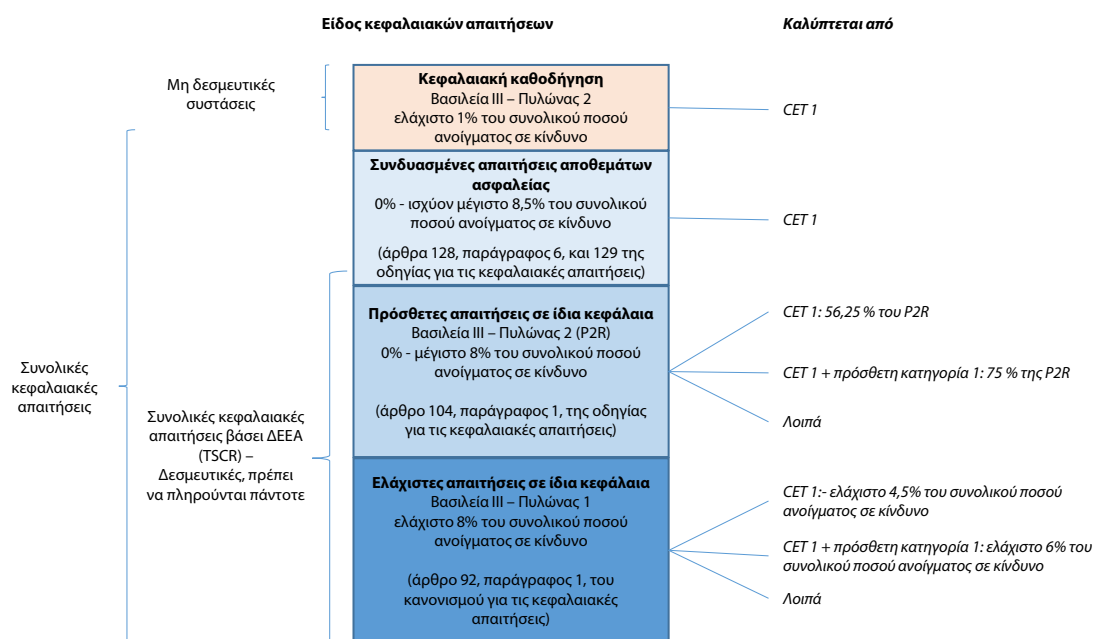 Είδος κεφαλαιακών απαιτήσεων
Καλύπτεται από
Μη δεσμευτικές
συστάσεις
Κεφαλαιακή καθοδήγηση
Βασιλεία III – Πυλώνας 2
ελάχιστο 1% του συνολικού ποσού
ανοίγματος σε κίνδυνο
CET 1
Συνδυασμένες απαιτήσεις αποθεμάτων
ασφαλείας
0% - ισχύον μέγιστο 8,5% του συνολικού
ποσού ανοίγματος σε κίνδυνο
(άρθρα 128, παράγραφος 6, και 129 της
οδηγίας για τις κεφαλαιακές απαιτήσεις)
CET 1
Συνολικές
κεφαλαιακές
απαιτήσεις
Συνολικές κεφαλαιακές
απαιτήσεις βάσει ΔΕΕΑ
(TSCR) –
Δεσμευτικές, πρέπει
να πληρούνται πάντοτε
Πρόσθετες απαιτήσεις σε ίδια κεφάλαια
Βασιλεία III – Πυλώνας 2 (P2R)
0% - μέγιστο 8% του συνολικού ποσού
ανοίγματος σε κίνδυνο
(άρθρο 104, παράγραφος 1, της οδηγίας
για τις κεφαλαιακές απαιτήσεις)
CET 1: 56,25 % του P2R
CET 1 + πρόσθετη κατηγορία 1: 75 % της P2R
Λοιπά
Ελάχιστες απαιτήσεις σε ίδια κεφάλαια
Βασιλεία III – Πυλώνας 1
ελάχιστο 8% του συνολικού ποσού
ανοίγματος σε κίνδυνο
(άρθρο 92, παράγραφος 1, του
κανονισμού για τις κεφαλαιακές
απαιτήσεις)
CET 1:- ελάχιστο 4,5% του συνολικού ποσού
ανοίγματος σε κίνδυνο
CET 1 + πρόσθετη κατηγορία 1: ελάχιστο 6% του
συνολικού ποσού ανοίγματος σε κίνδυνο
Λοιπά